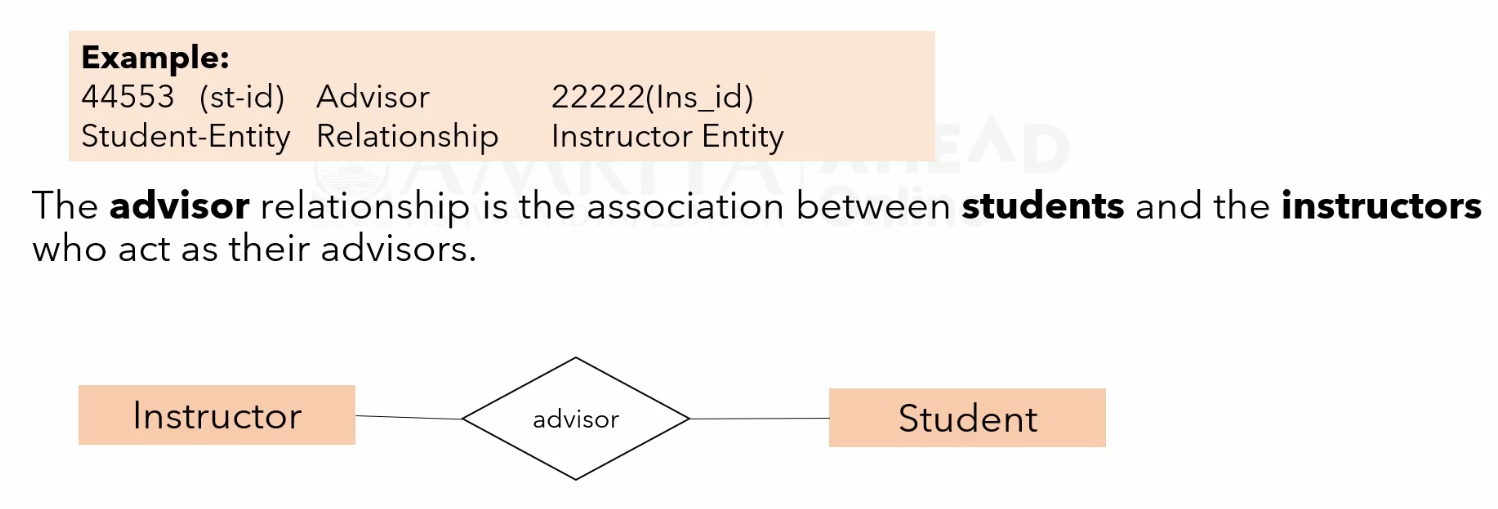 Example:
44553 (st-id) Advisor 22222(Ins_id)
Student-Entity Relationship Instructor Entity
The advisor relationship is the association between students and the instructors
who act as their advisors.
Instructor advisor Student